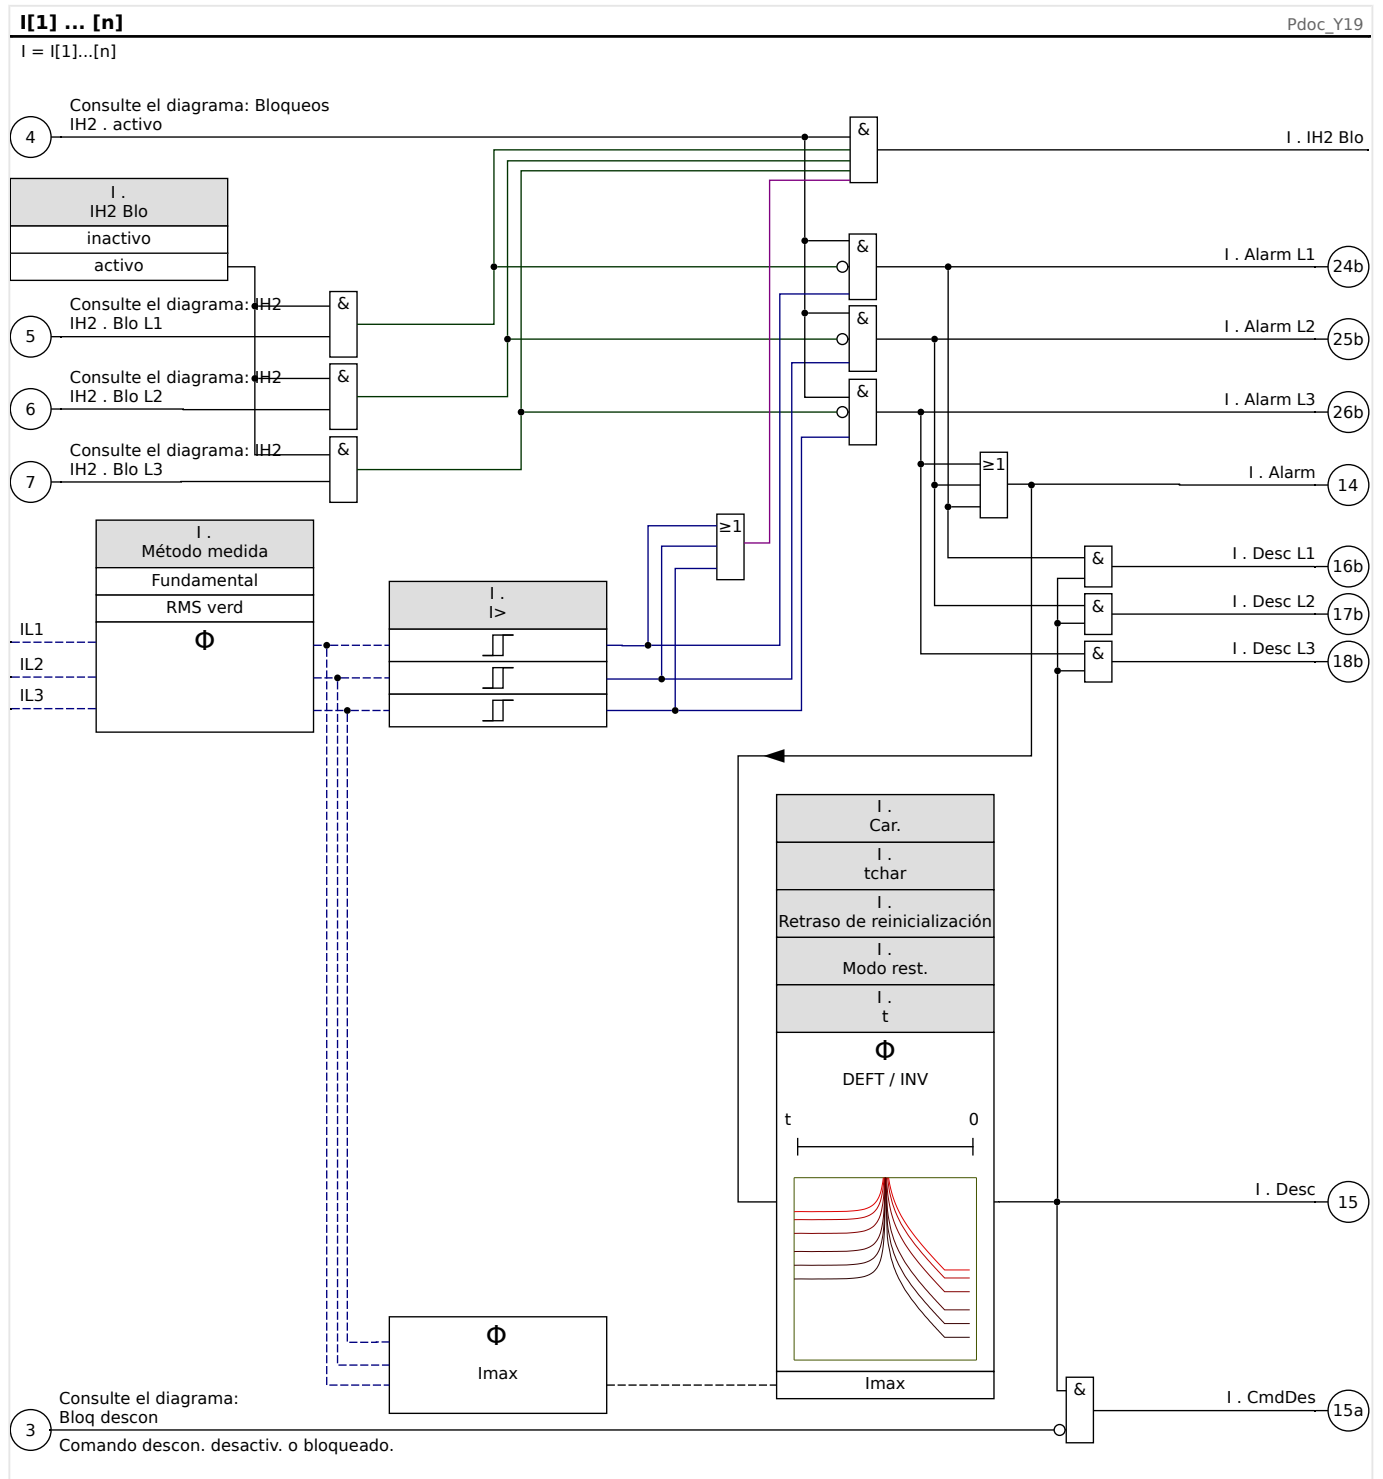 I[1] ... [n]
Pdoc_Y19
I = I[1]...[n]
Consulte el diagrama: Bloqueos
IH2 . activo
4
&
I . IH2 Blo
I .
IH2 Blo
inactivo
activo
&
I . Alarm L1
24b
Consulte el diagrama: IH2
IH2 . Blo L1
5
&
&
I . Alarm L2
25b
Consulte el diagrama: IH2
IH2 . Blo L2
6
&
&
I . Alarm L3
26b
Consulte el diagrama: IH2
IH2 . Blo L3
7
&
≥1
I . Alarm
14
I .
Método medida
Fundamental
RMS verd
Φ
IL1
IL2
IL3
≥1
I .
I>
&
I . Desc L1
16b
&
I . Desc L2
17b
&
I . Desc L3
18b
I .
Car.
I .
tchar
I .
Retraso de reinicialización
I .
Modo rest.
I .
t
Φ
DEFT / INV
t
0
I . Desc
15
Φ
Imax
Imax
Consulte el diagrama:
Bloq descon
3
Comando descon. desactiv. o bloqueado.
&
I . CmdDes
15a